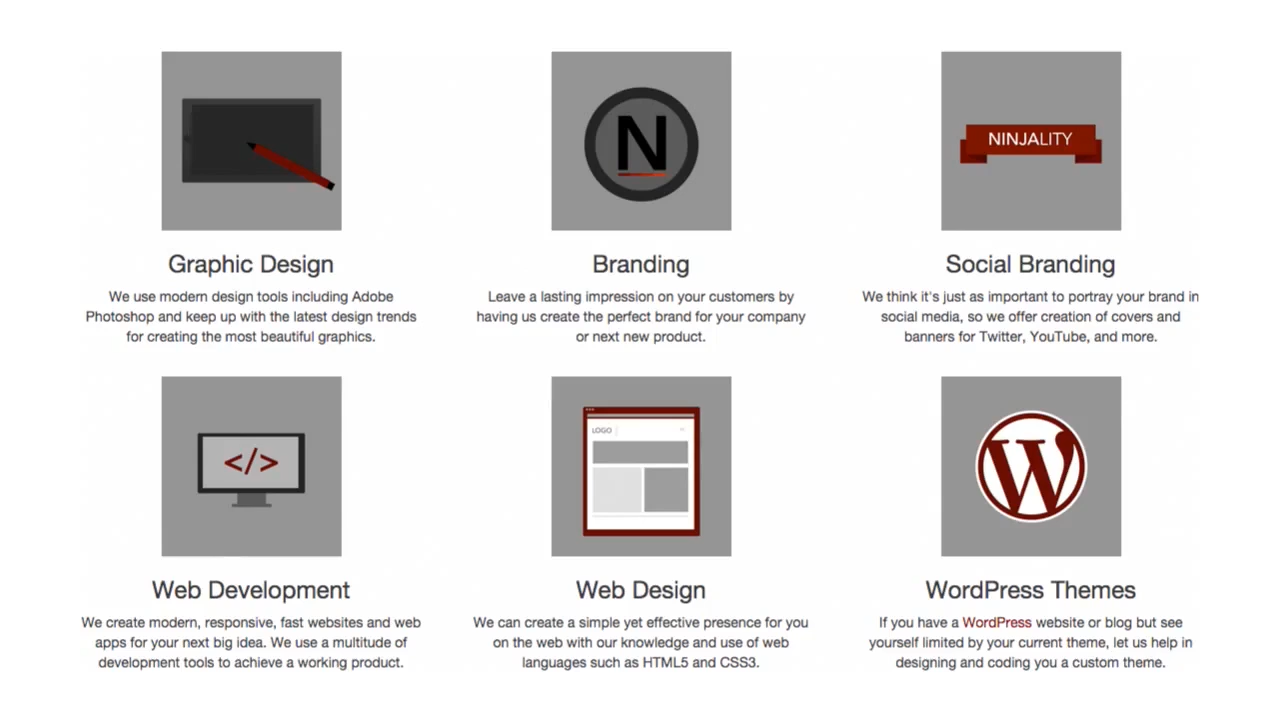 N
NINJALITY
Graphic Design
We use modern design tools including Adobe
Photoshop and keep up with the latest design trends
for creating the most beautiful graphics.
Branding
Leave a lasting impression on your customers by
having us create the perfect brand for your company
or next new product.
Social Branding
We think it's just as important to portray your brand in
social media, so we offer creation of covers and
banners for Twitter, YouTube, and more.
</>
LOGO
W
Web Development
We create modern, responsive, fast websites and web
apps for your next big idea. We use a multitude of
development tools to achieve a working product.
Web Design
We can create a simple yet effective presence for you
on the web with our knowledge and use of web
languages such as HTML5 and CSS3.
WordPress Themes
If you have a WordPress website or blog but see
yourself limited by your current theme, let us help in
designing and coding you a custom theme.